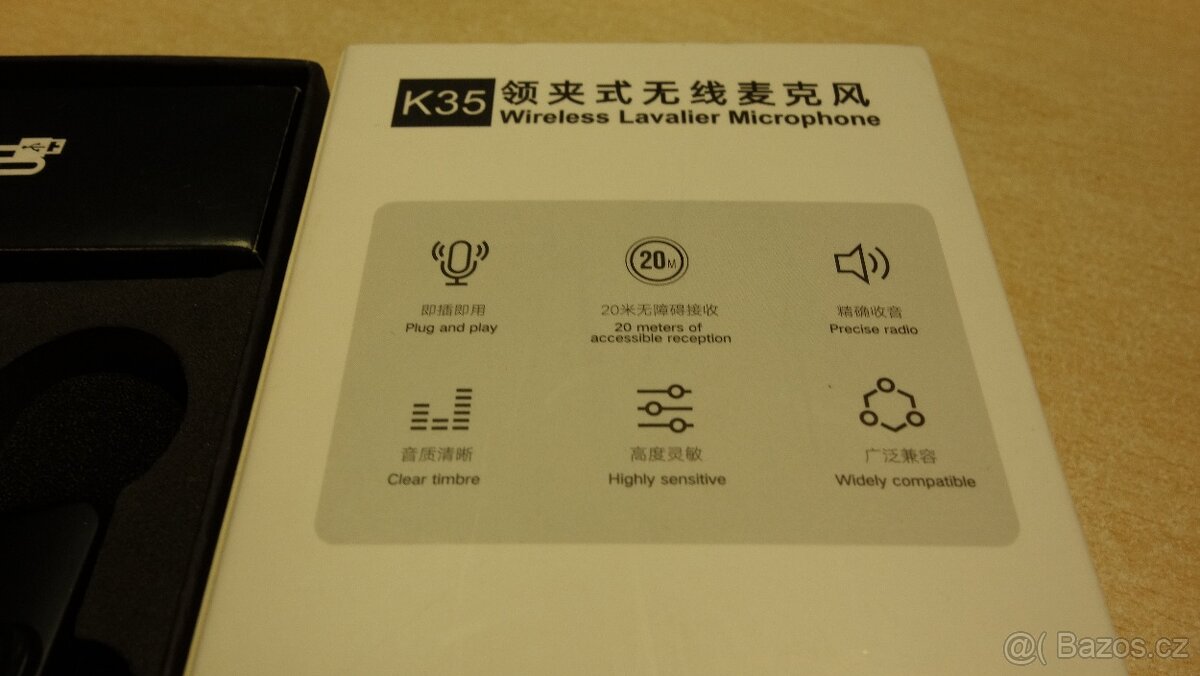 K35 领夹式无线麦克风
Wireless Lavalier Microphone
20M
即插即用
Plug and play
20米无障碍接收
20 meters of
accessible reception
精确收音
Precise radio
音质清晰
Clear timbre
高度灵敏
Highly sensitive
广泛兼容
Widely compatible
@( Bazos.cz